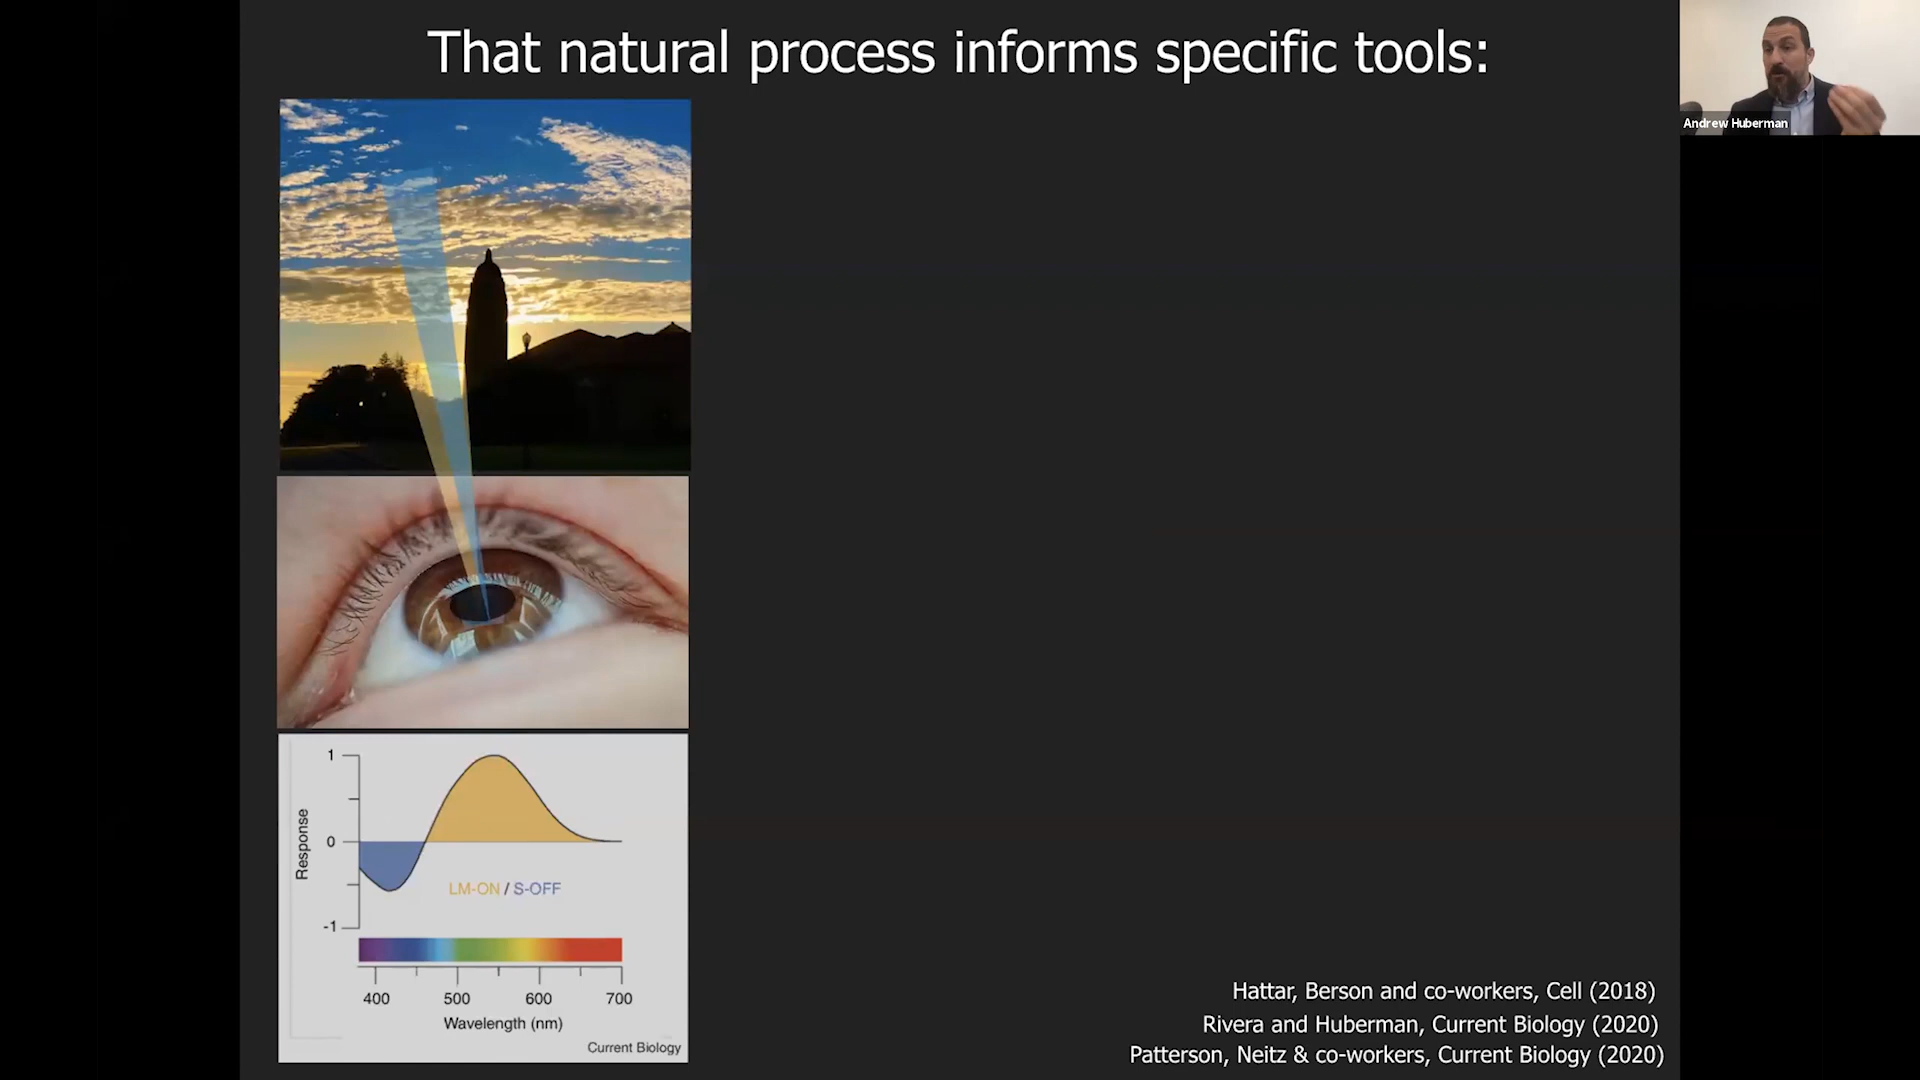 That natural process informs specific tools:
Andrew Huberman
1
0
-1
Response
LM-ON / S-OFF
400 500 600 700
Wavelength (nm)
Current Biology
Hattar, Berson and co-workers, Cell (2018)
Rivera and Huberman, Current Biology (2020)
Patterson, Neitz & co-workers, Current Biology (2020)